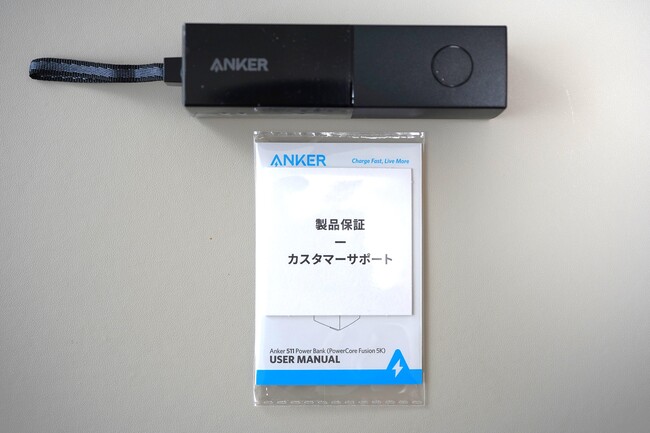 ANKER
ANKER
Charge Fast, Live More
製品保証
ー
カスタマーサポート
Anker 511 Power Bank (PowerCore Fusion 5K)
USER MANUAL